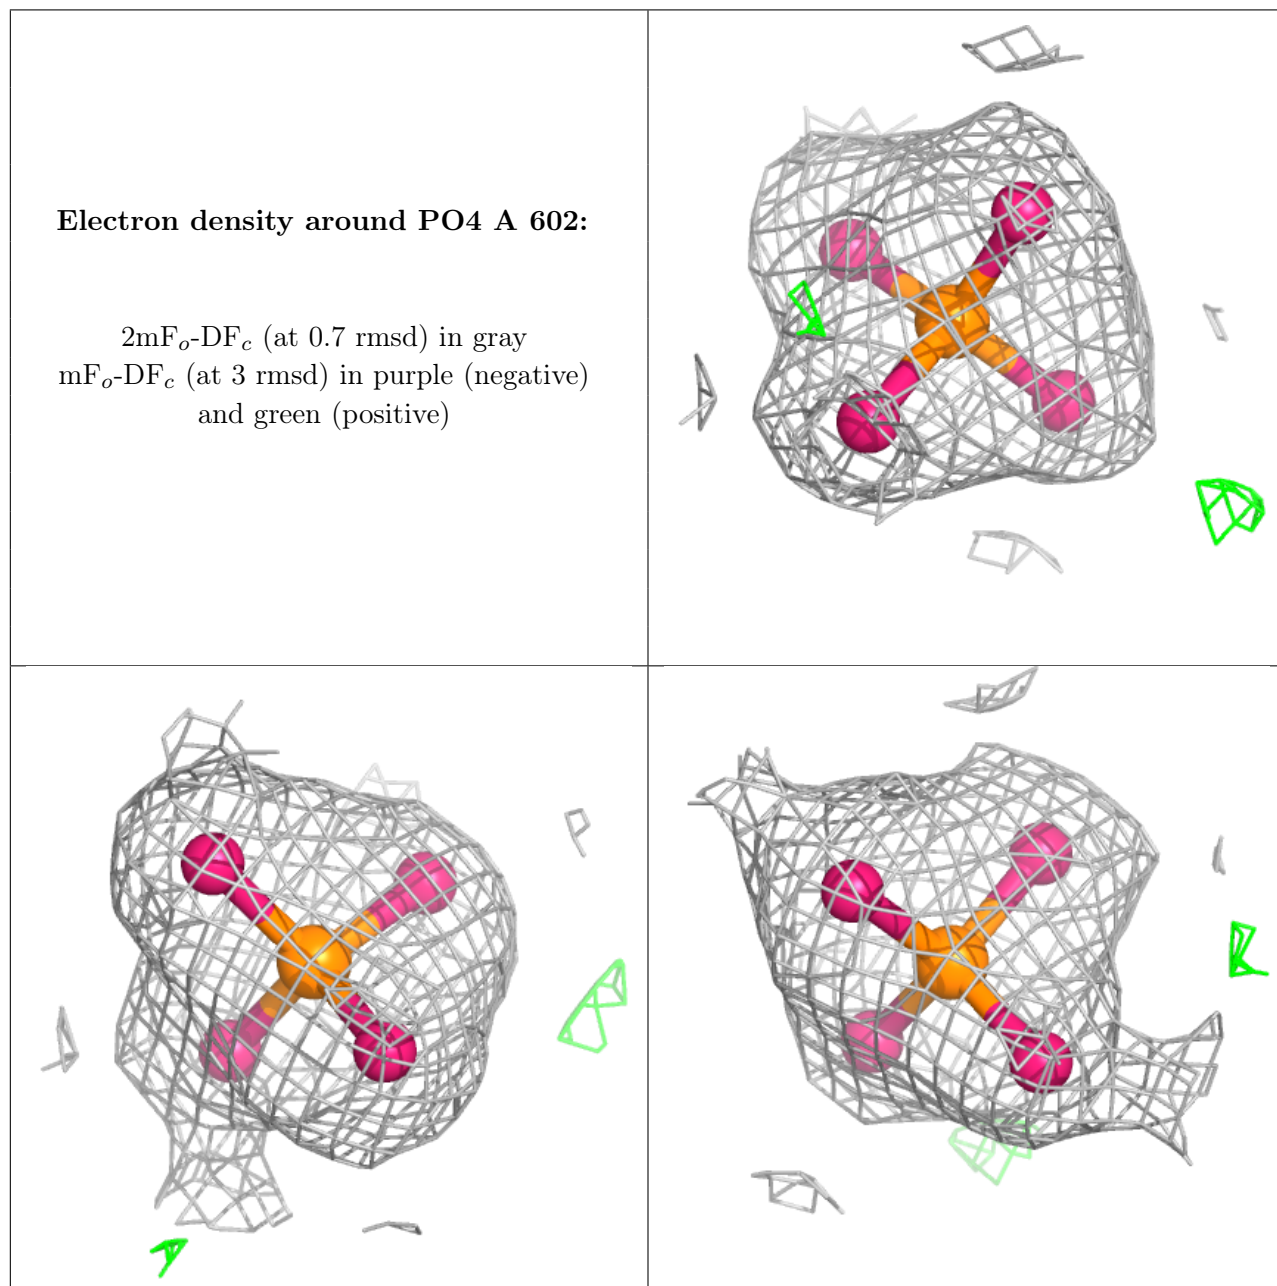 Electron density around PO4 A 602:
2mFo-DFc (at 0.7 rmsd) in gray
mFo-DFc (at 3 rmsd) in purple (negative)
and green (positive)